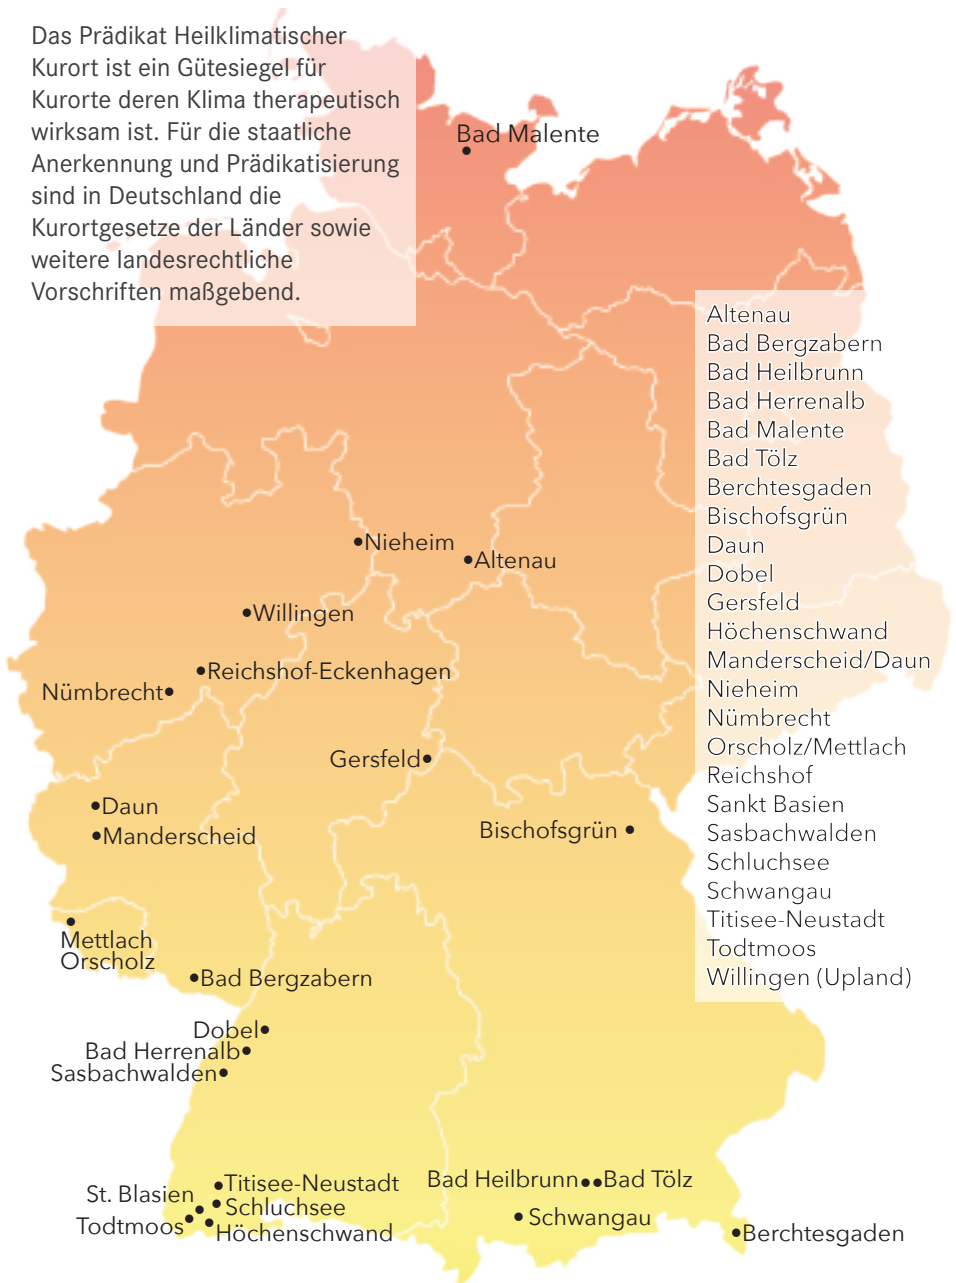 Das Prädikat Heilklimatischer
Kurort ist ein Gütesiegel für
Kurorte deren Klima therapeutisch
wirksam ist. Für die staatliche
Anerkennung und Prädikatisierung
sind in Deutschland die
Kurortgesetze der Länder sowie
weitere landesrechtliche
Vorschriften maßgebend.
Bad Malente
Altenau
Bad Bergzabern
Bad Heilbrunn
Bad Herrenalb
Bad Malente
Bad Tölz
Berchtesgaden
Bischofsgrün
Daun
Dobel
Gersfeld
Höchenschwand
Manderscheid/Daun
Nieheim
Nümbrecht
Orscholz/Mettlach
Reichshof
Sankt Basien
Sasbachwalden
Schluchsee
Schwangau
Titisee-Neustadt
Todtmoos
Willingen (Upland)
Nieheim
Altenau
Willingen
Reichshof-Eckenhagen
Nümbrecht
Gersfeld
Daun
Manderscheid
Bischofsgrün
Mettlach
Orscholz
Bad Bergzabern
Dobel
Bad Herrenalb
Sasbachwalden
Titisee-Neustadt
St. Blasien
Schluchsee
Todtmoos
Höchenschwand
Bad Heilbrunn
Bad Tölz
Schwangau
Berchtesgaden